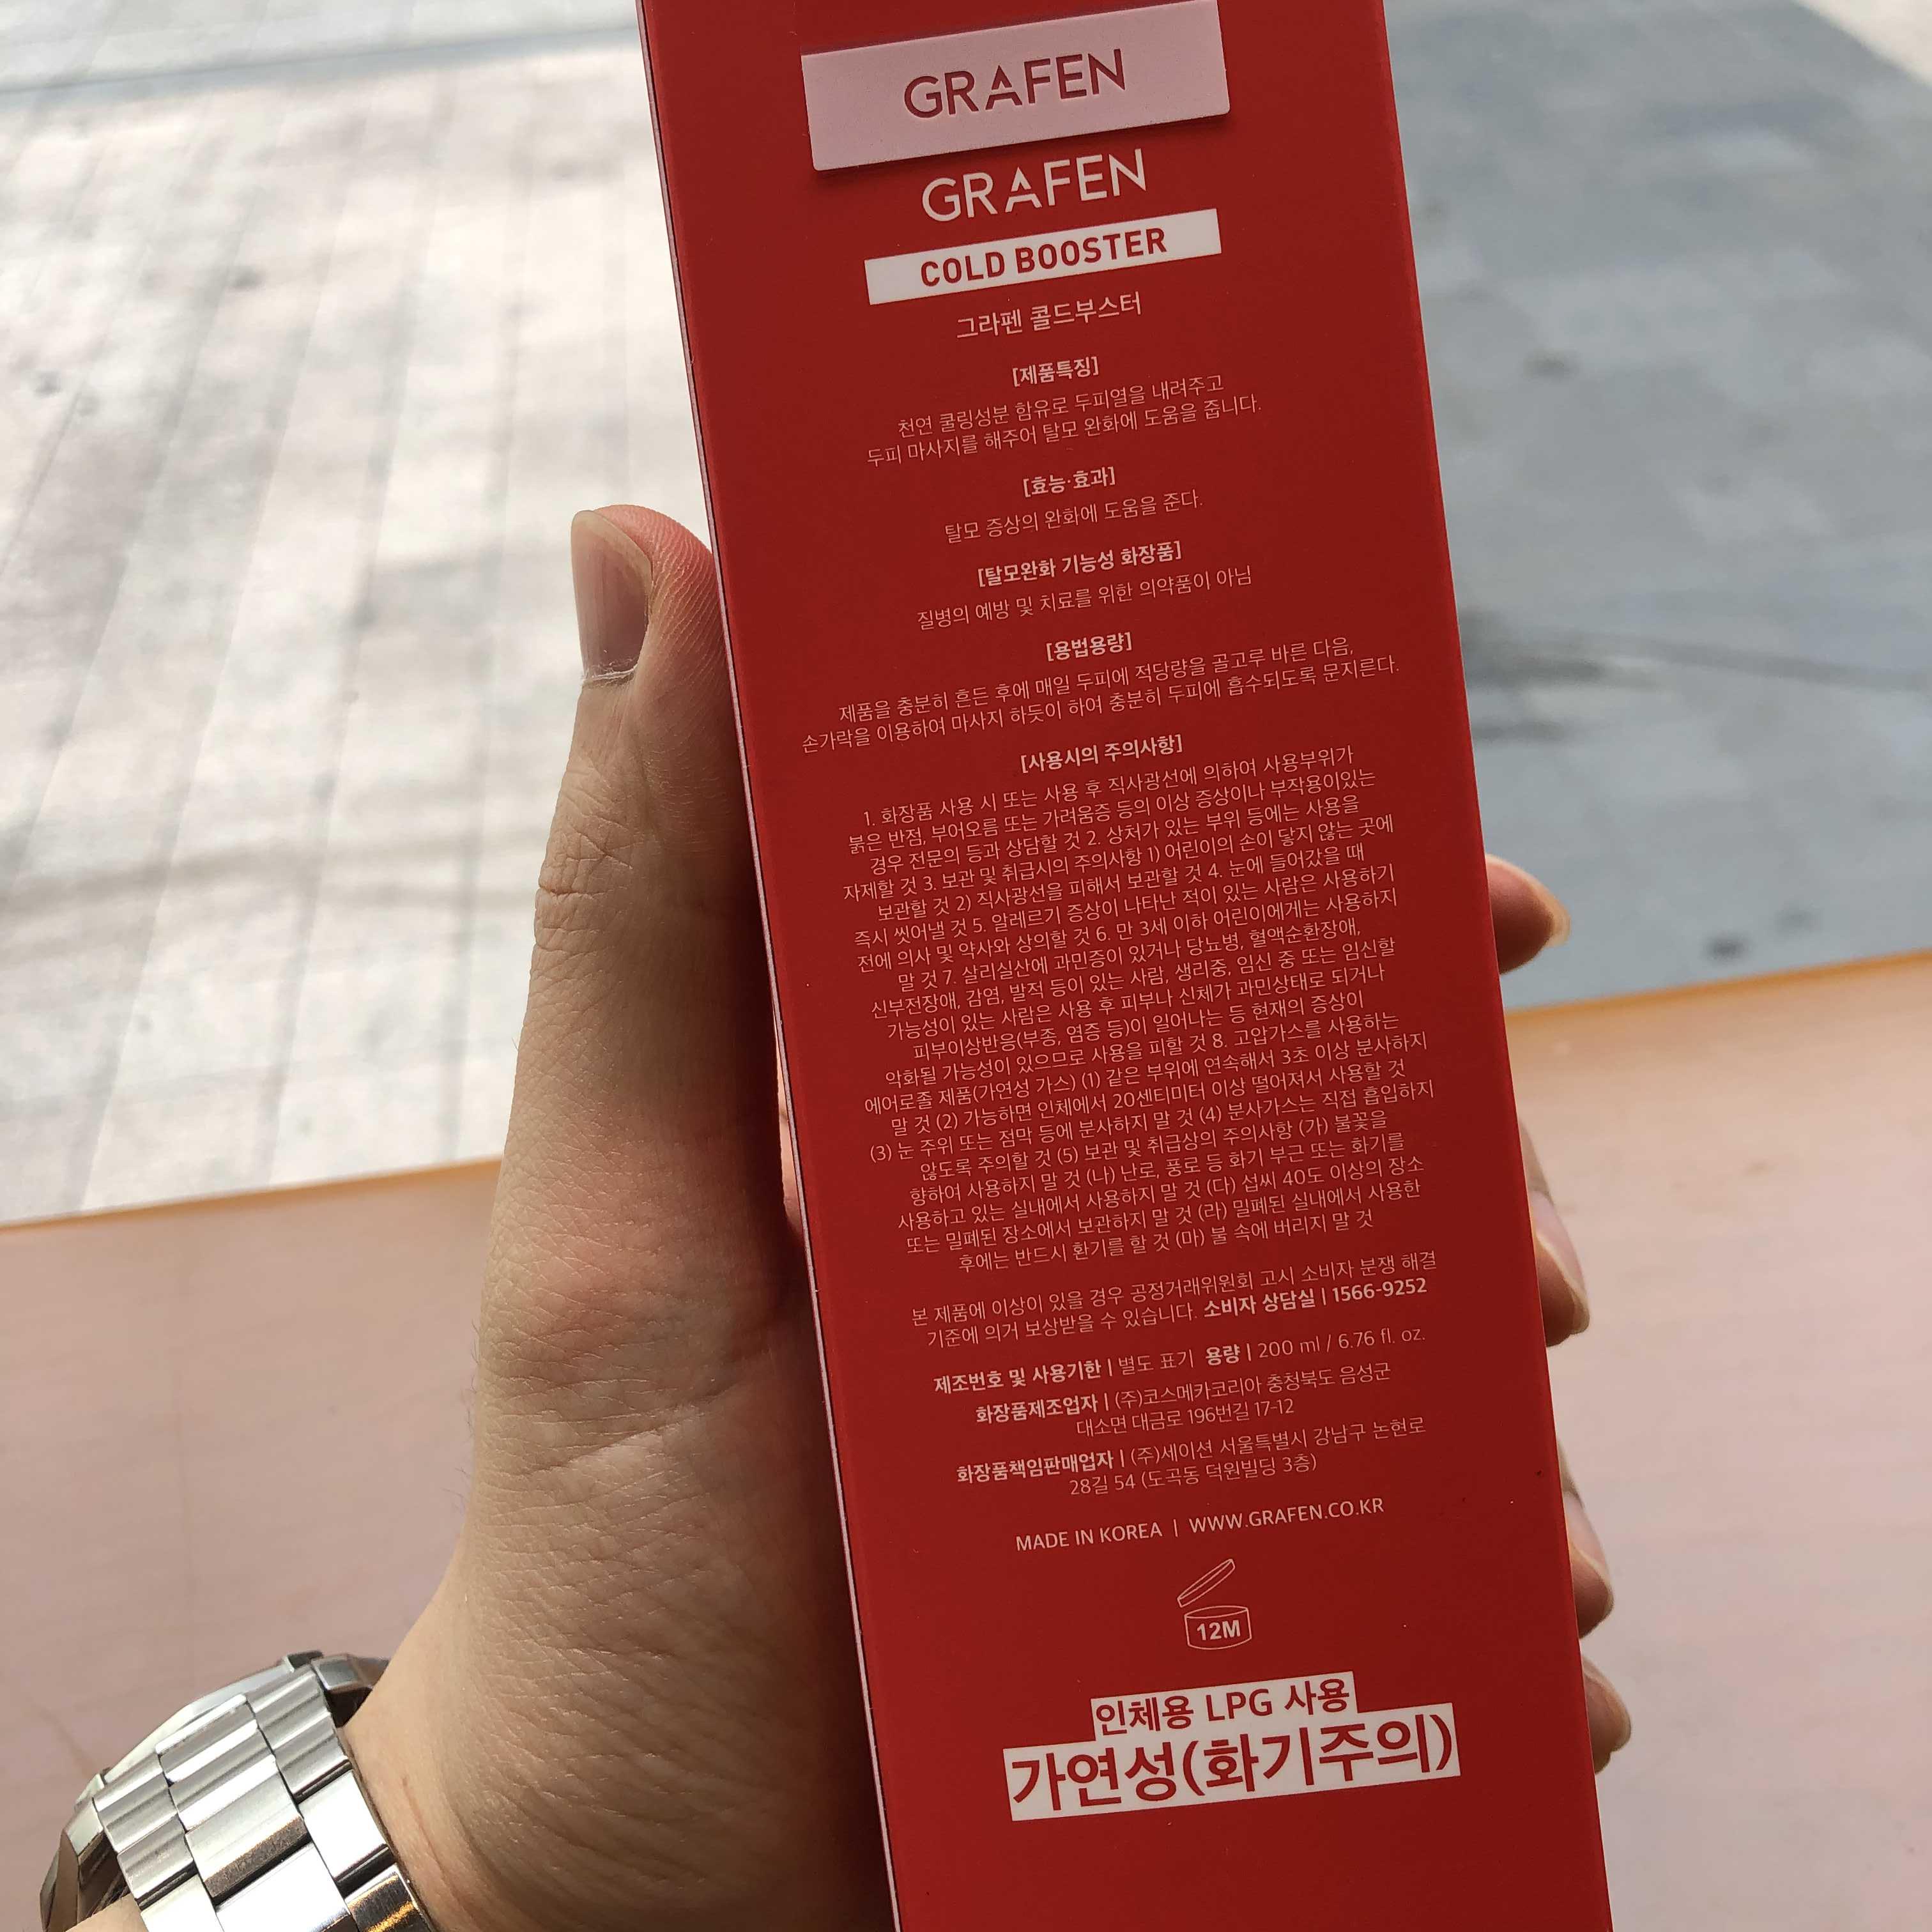 GRAFEN
GRAFEN
COLD BOOSTER
그라펜 콜드부스터
[제품특징]
천연 쿨링성분 함유로 두피열을 내려주고
두피 마사지를 해주어 탈모 완화에 도움을 줍니다.
[효능·효과]
탈모 증상의 완화에 도움을 준다.
[탈모완화 기능성 화장품]
질병의 예방 및 치료를 위한 의약품이 아님
[용법용량]
제품을 충분히 흔든 후에 매일 두피에 적당량을 골고루 바른 다음,
손가락을 이용하여 마사지 하듯이 하여 충분히 두피에 흡수되도록 문지른다.
[사용시의 주의사항]
1. 화장품 사용 시 또는 사용 후 직사광선에 의하여 사용부위가
붉은 반점, 부어오름 또는 가려움증 등의 이상 증상이나 부작용이있는
경우 전문의 등과 상담할 것 2. 상처가 있는 부위 등에는 사용을
자제할 것 3. 보관 및 취급시의 주의사항 1) 어린이의 손이 닿지 않는 곳에
보관할 것 2) 직사광선을 피해서 보관할 것 4. 눈에 들어갔을 때
즉시 씻어낼 것 5. 알레르기 증상이 나타난 적이 있는 사람은 사용하기
전에 의사 및 약사와 상의할 것 6. 만 3세 이하 어린이에게는 사용하지
말 것 7. 살리실산에 과민증이 있거나 당뇨병, 혈액순환장애,
신부전장애, 감염, 발적 등이 있는 사람, 생리중, 임신 중 또는 임신할
가능성이 있는 사람은 사용 후 피부나 신체가 과민상태로 되거나
피부이상반응(부종, 염증 등)이 일어나는 등 현재의 증상이
악화될 가능성이 있으므로 사용을 피할 것 8. 고압가스를 사용하는
에어로졸 제품(가연성 가스) (1) 같은 부위에 연속해서 3초 이상 분사하지
말 것 (2) 가능하면 인체에서 20센티미터 이상 떨어져서 사용할 것
(3) 눈 주위 또는 점막 등에 분사하지 말 것 (4) 분사가스는 직접 흡입하지
않도록 주의할 것 (5) 보관 및 취급상의 주의사항 (가) 불꽃을
향하여 사용하지 말 것 (나) 난로, 풍로 등 화기 부근 또는 화기를
사용하고 있는 실내에서 사용하지 말 것 (다) 섭씨 40도 이상의 장소
또는 밀폐된 장소에서 보관하지 말 것 (라) 밀폐된 실내에서 사용한
후에는 반드시 환기를 할 것 (마) 불 속에 버리지 말 것
본 제품에 이상이 있을 경우 공정거래위원회 고시 소비자 분쟁 해결
기준에 의거 보상받을 수 있습니다. 소비자 상담실 | 1566-9252
제조번호 및 사용기한 | 별도 표기 용량 | 200 ml / 6.76 fl. oz.
화장품제조업자 | (주)코스메카코리아 충청북도 음성군
대소면 대금로 196번길 17-12
화장품책임판매업자 | (주)세이션 서울특별시 강남구 논현로
28길 54 (도곡동 덕원빌딩 3층)
MADE IN KOREA | WWW.GRAFEN.CO.KR
12M
인체용 LPG 사용
가연성(화기주의)